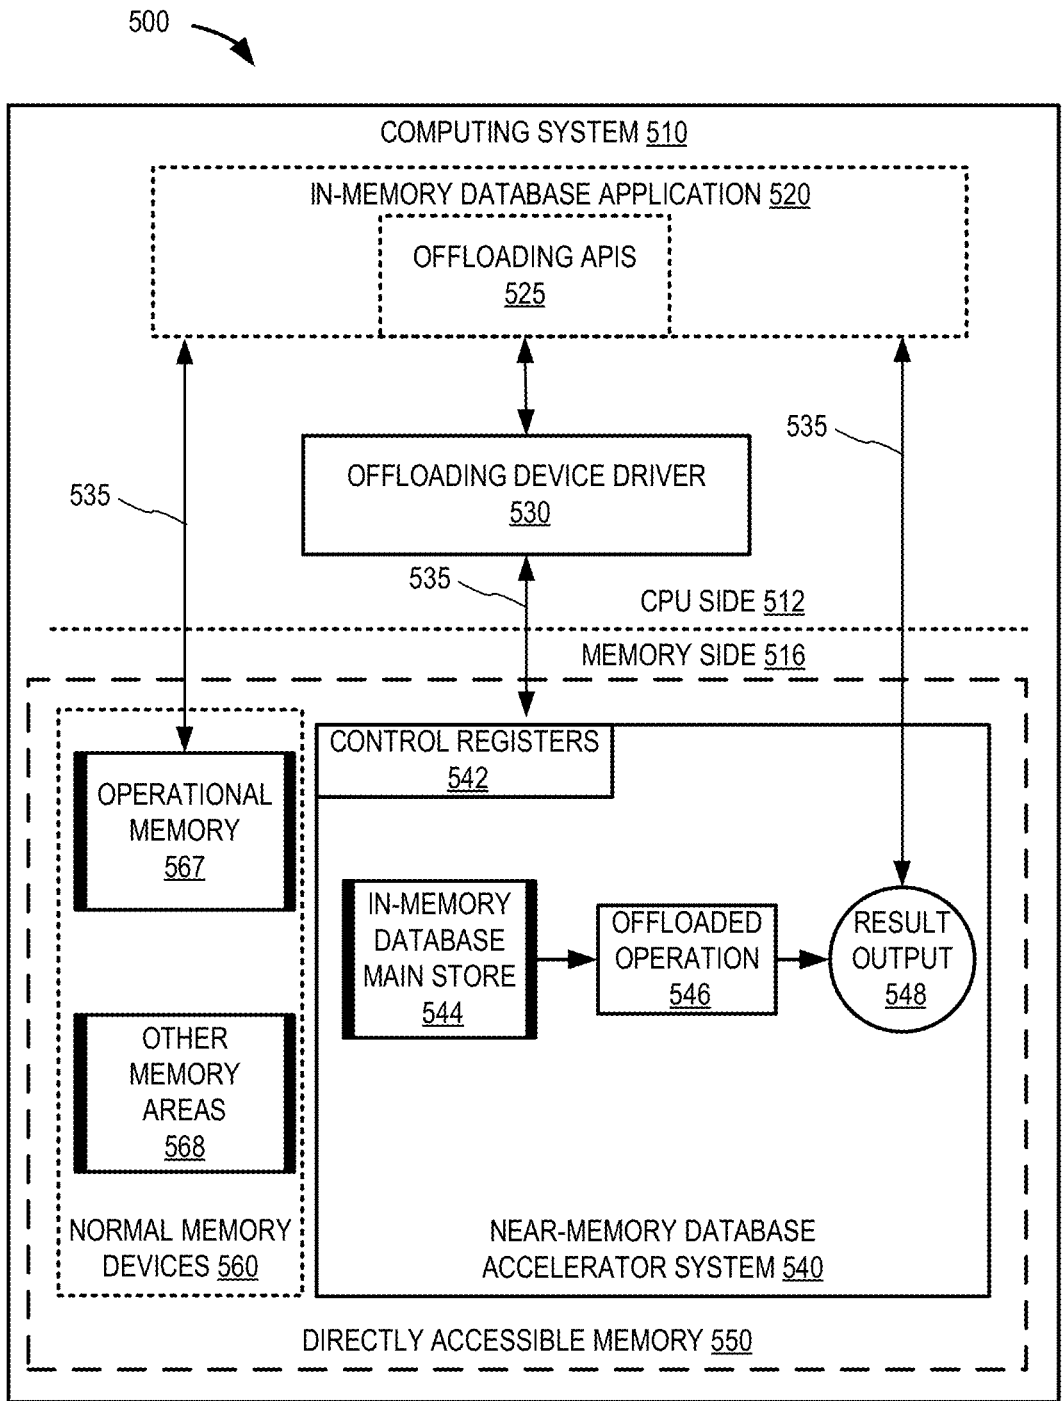 500
COMPUTING SYSTEM 510
IN-MEMORY DATABASE APPLICATION 520
OFFLOADING APIS
525
535
OFFLOADING DEVICE DRIVER
530
535
535
CPU SIDE 512
MEMORY SIDE 516
CONTROL REGISTERS
542
OPERATIONAL
MEMORY
567
IN-MEMORY
DATABASE
MAIN STORE
544
OFFLOADED
OPERATION
546
RESULT
OUTPUT
548
OTHER
MEMORY
AREAS
568
NORMAL MEMORY
DEVICES 560
NEAR-MEMORY DATABASE
ACCELERATOR SYSTEM 540
DIRECTLY ACCESSIBLE MEMORY 550